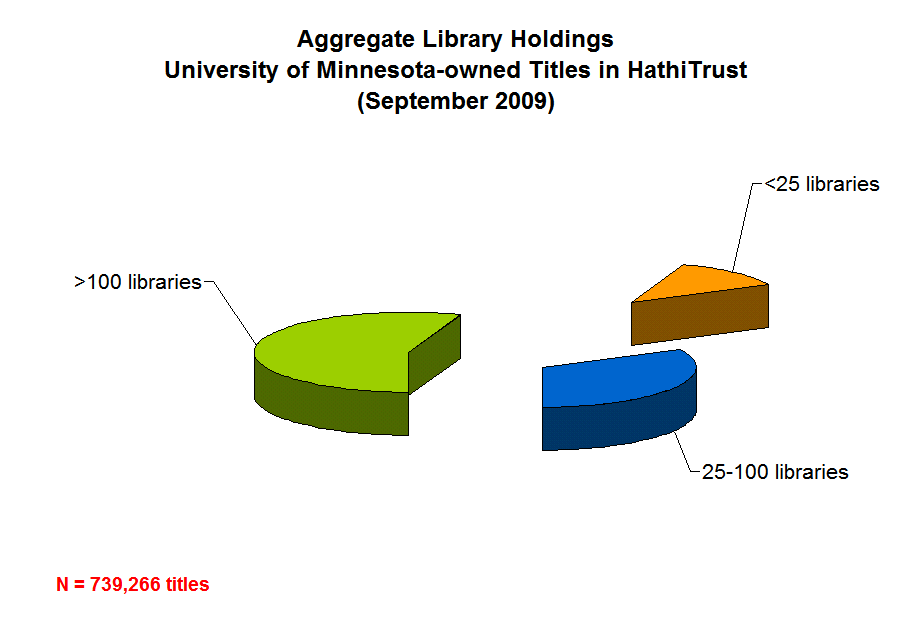 Aggregate Library Holdings
University of Minnesota-owned Titles in HathiTrust
(September 2009)
<25 libraries
>100 libraries
25-100 libraries
N = 739,266 titles